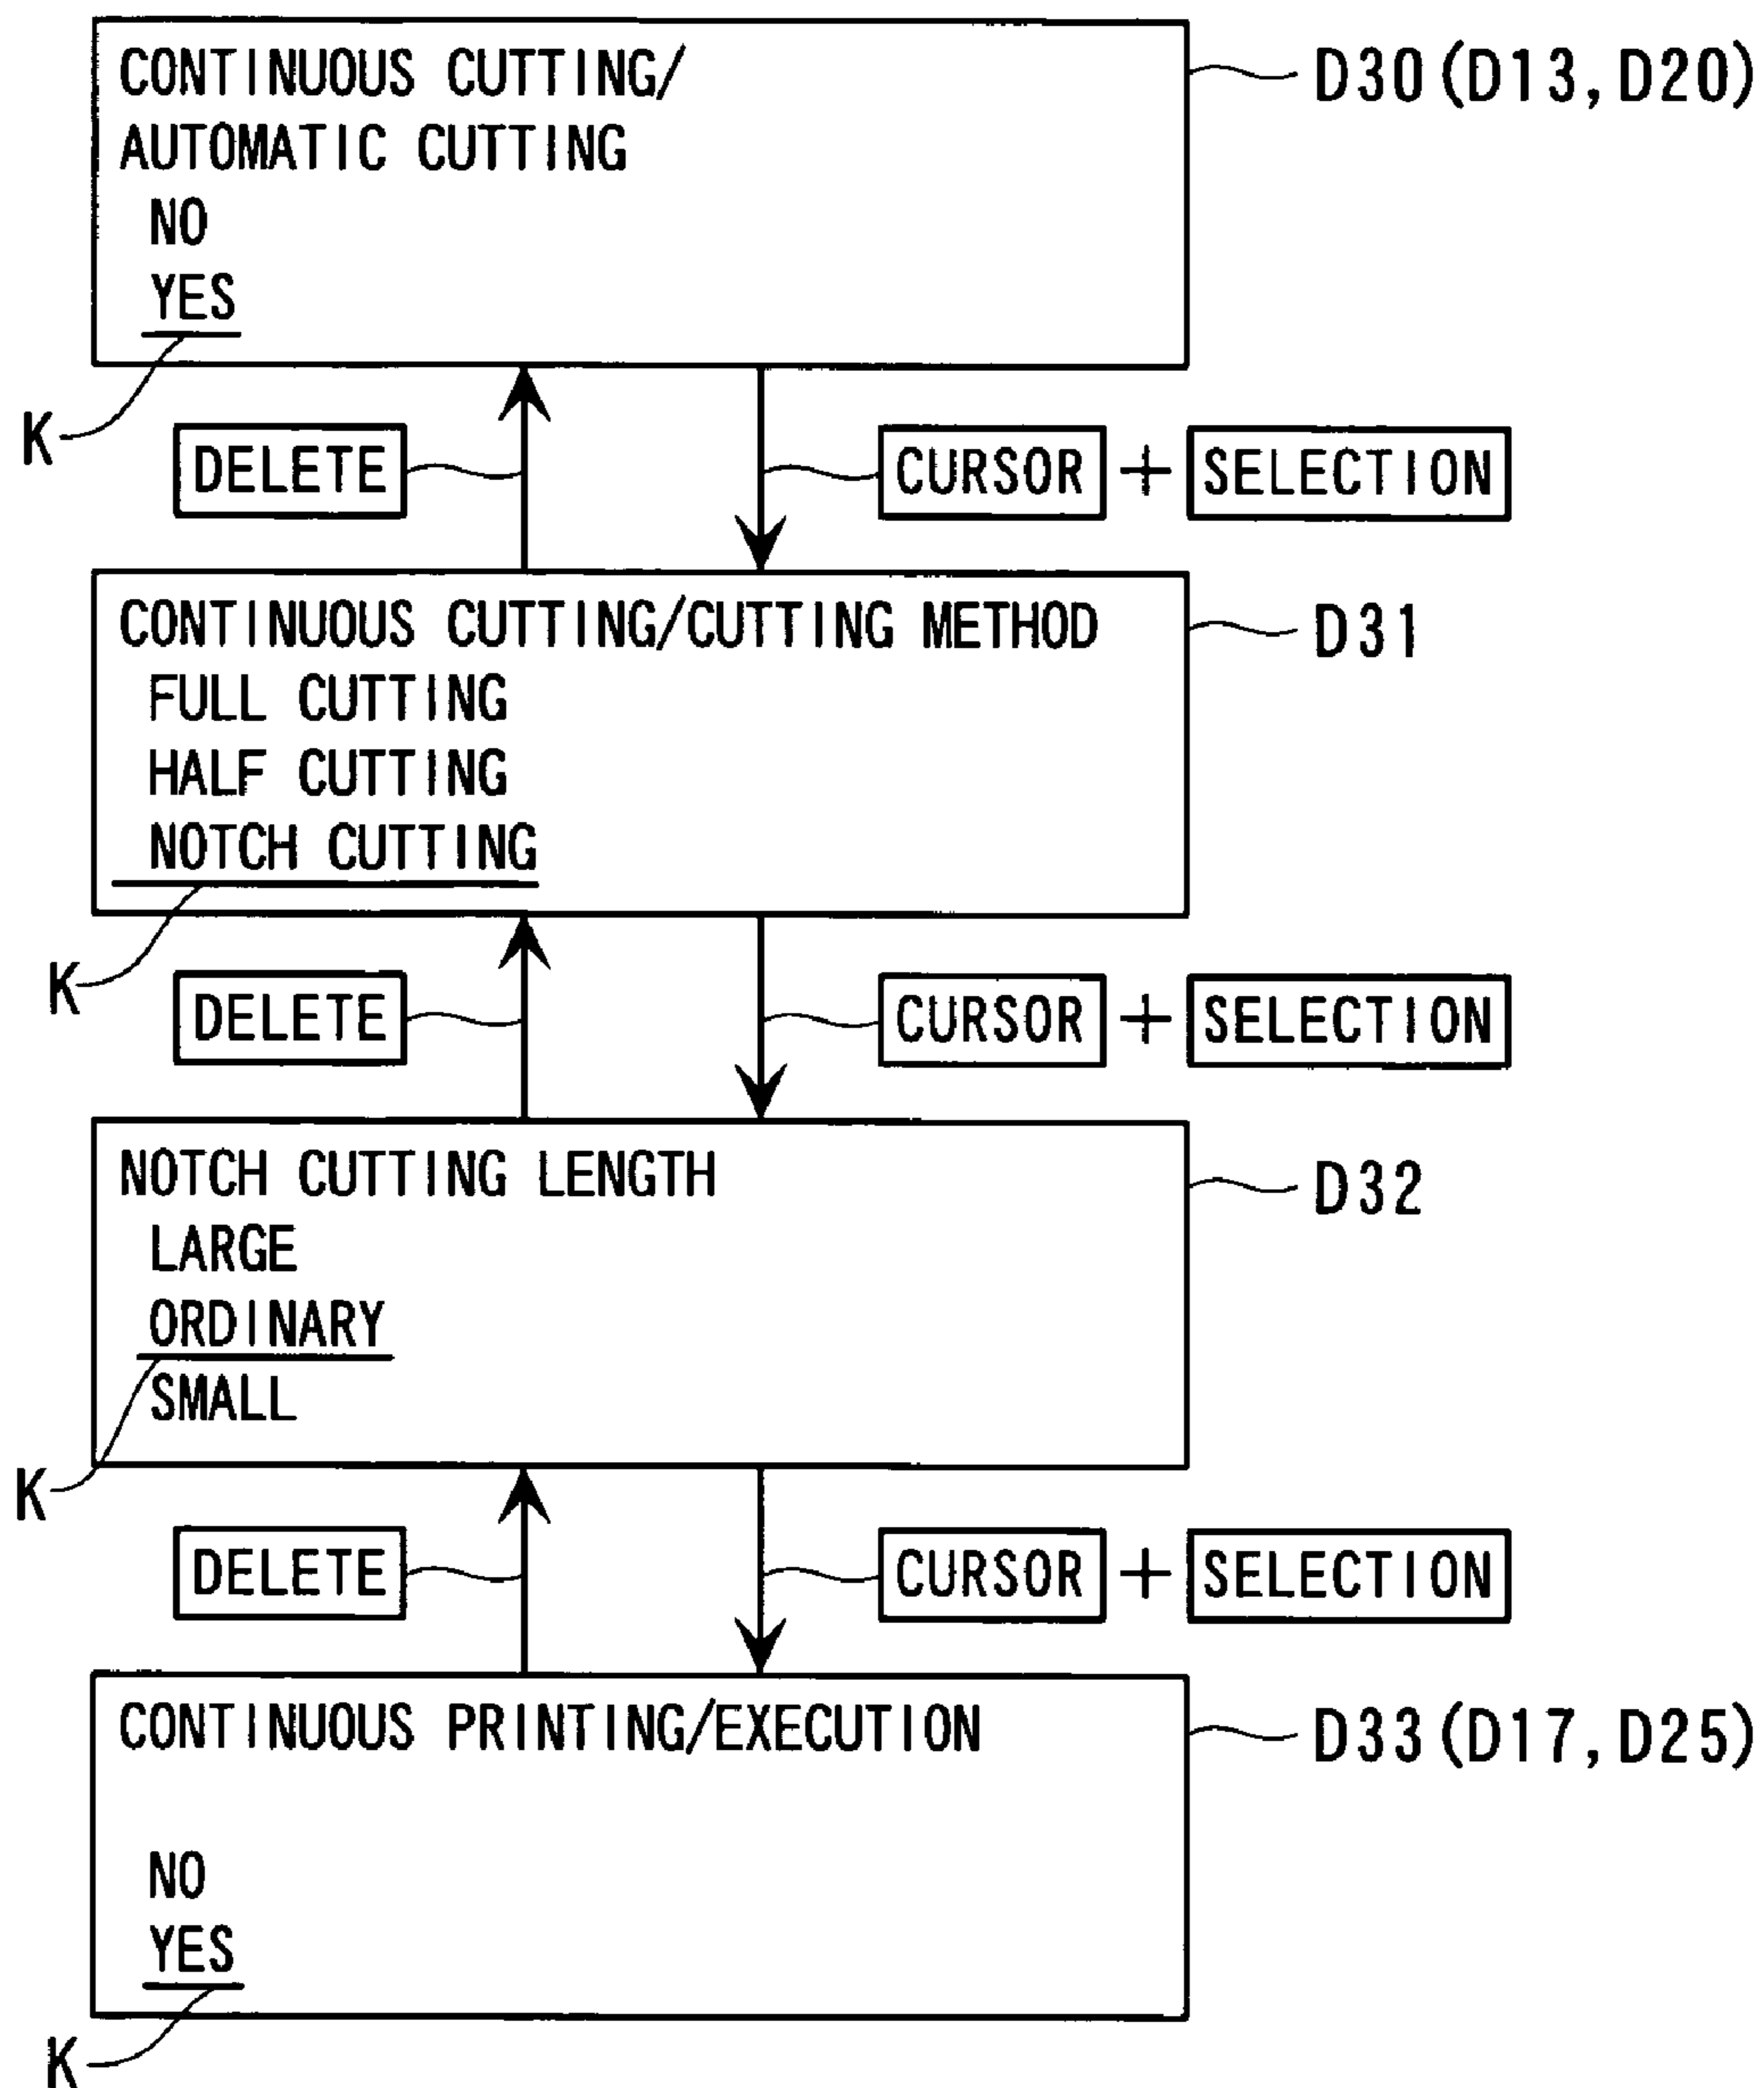 CONTINUOUS CUTTING/
AUTOMATIC CUTTING
NO
YES
D30(D13,D20)
K
DELETE
CURSOR + SELECTION
CONTINUOUS CUTTING/CUTTING METHOD
FULL CUTTING
HALF CUTTING
NOTCH CUTTING
D31
K
DELETE
CURSOR + SELECTION
NOTCH CUTTING LENGTH
LARGE
ORDINARY
SMALL
D32
K
DELETE
CURSOR + SELECTION
CONTINUOUS PRINTING/EXECUTION
NO
YES
D33(D17,D25)
K